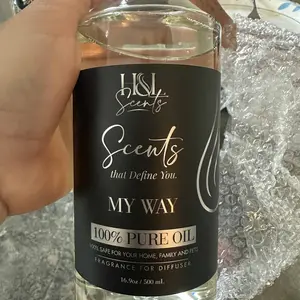 H&L
Scents
Scents
that Define You.
MY WAY
100% PURE OIL
100% SAFE FOR YOUR HOME, FAMILY AND PETS
FRAGRANCE FOR DIFFUSER
16.9oz / 500 mL